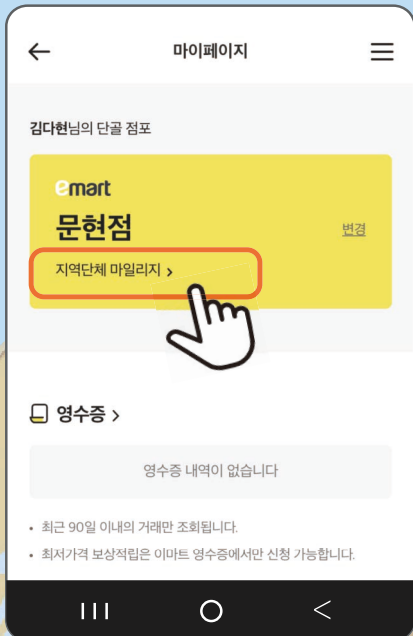 마이페이지
김다현님의 단골 점포
emart
문현점
변경
지역단체 마일리지 >
영수증 >
영수증 내역이 없습니다
• 최근 90일 이내의 거래만 조회됩니다.
• 최저가격 보상적립은 이마트 영수증에서만 신청 가능합니다.